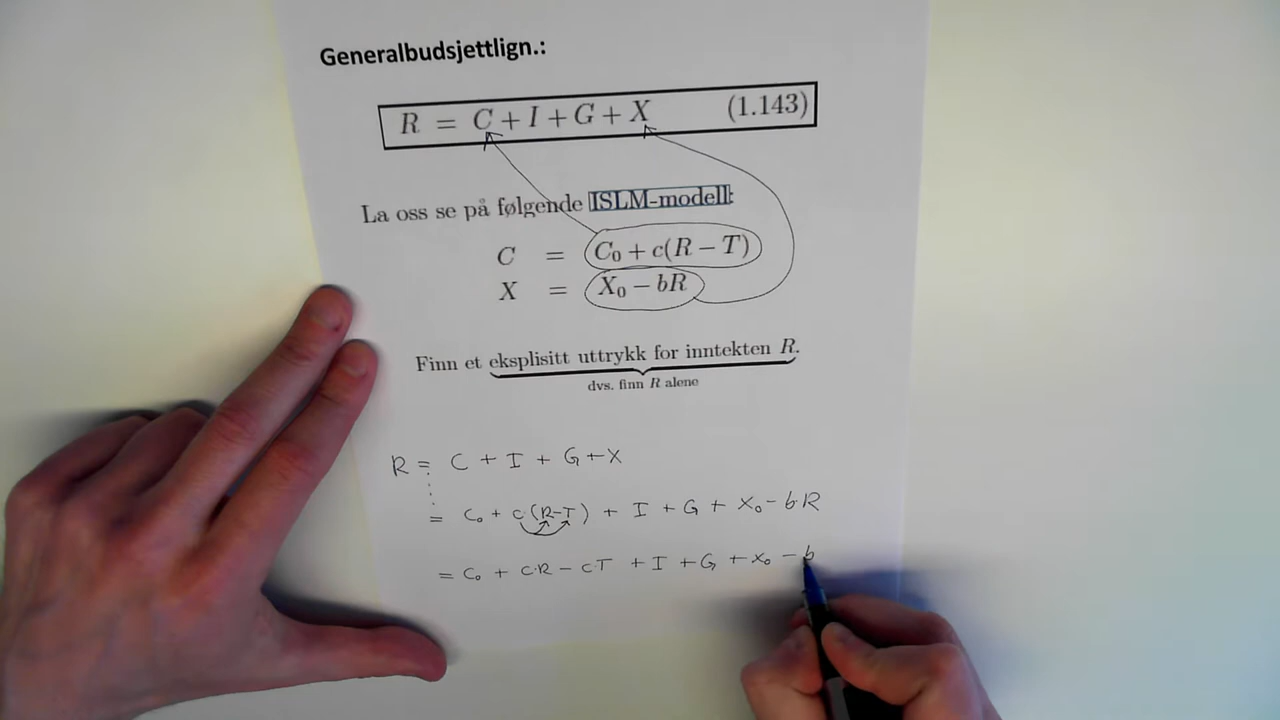 Generalbudsjettlign.:
R = C + I + G + X (1.143)
La oss se på følgende ISLM-modell:
C = C₀ + c(R − T)
X = X₀ − bR
Finn et eksplisitt uttrykk for inntekten R.
dvs. finn R alene
R = C + I + G + X
= C₀ + c·(R−T) + I + G + X₀ − b·R
= C₀ + c·R − cT + I + G + X₀ − b